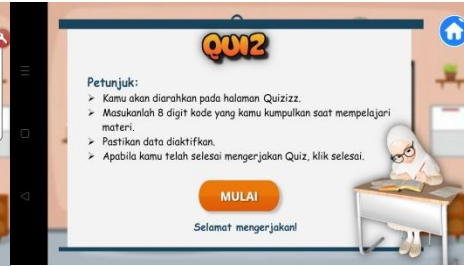 QUIZ
Petunjuk:
➢ Kamu akan diarahkan pada halaman Quizizz.
➢ Masukanlah 8 digit kode yang kamu kumpulkan saat mempelajari
materi.
➢ Pastikan data diaktifkan.
➢ Apabila kamu telah selesai mengerjakan Quiz, klik selesai.
MULAI
Selamat mengerjakan!